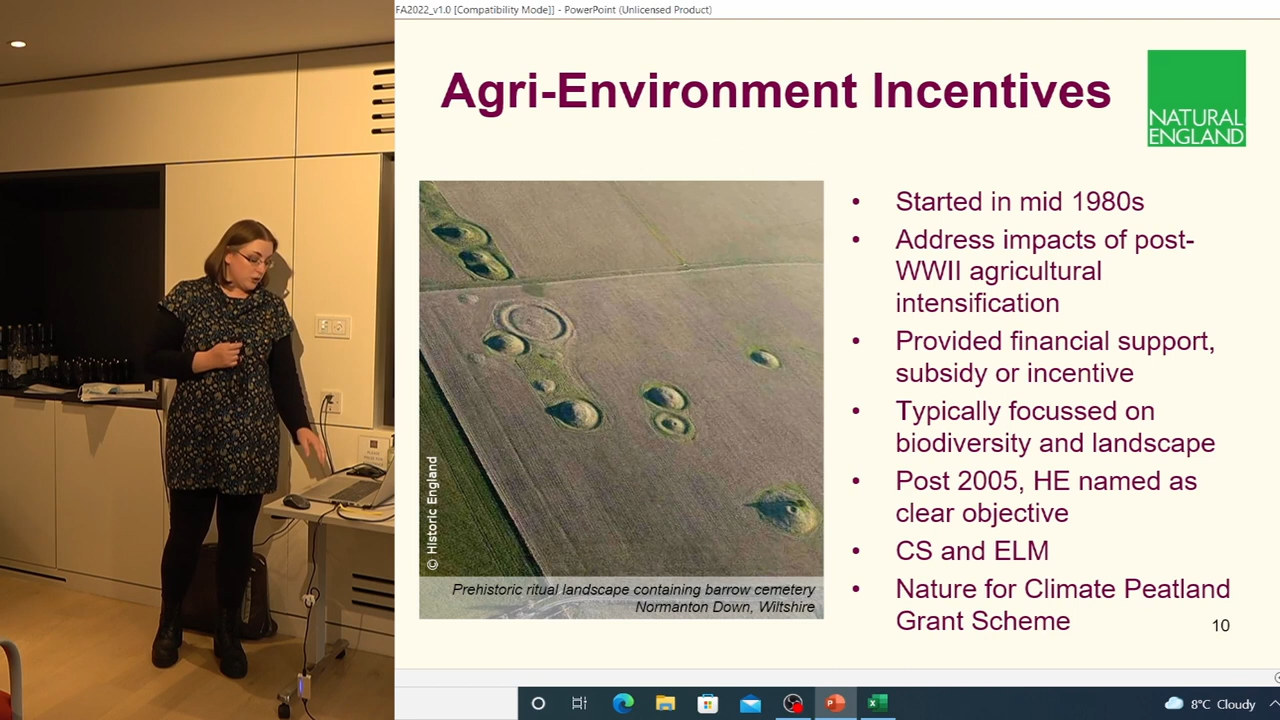 FA2022_v1.0 [Compatibility Mode]] - PowerPoint (Unlicensed Product)
Agri-Environment Incentives
NATURAL
ENGLAND
• Started in mid 1980s
• Address impacts of post-
WWII agricultural
intensification
• Provided financial support,
subsidy or incentive
• Typically focussed on
biodiversity and landscape
• Post 2005, HE named as
clear objective
• CS and ELM
• Nature for Climate Peatland
Grant Scheme
© Historic England
Prehistoric ritual landscape containing barrow cemetery
Normanton Down, Wiltshire
10
8°C Cloudy